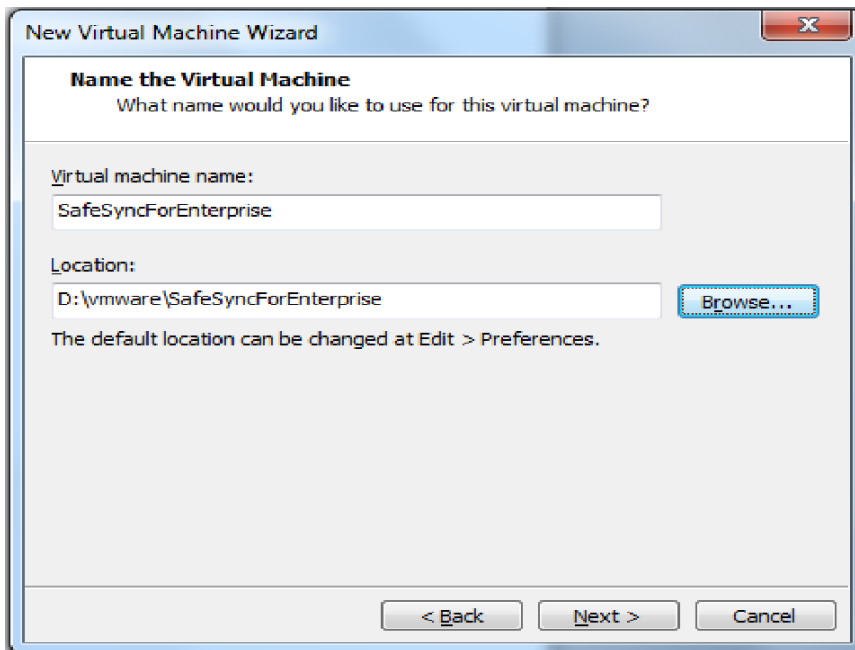 New Virtual Machine Wizard
Name the Virtual Machine
What name would you like to use for this virtual machine?
Virtual machine name:
SafeSyncForEnterprise
Location:
D:\vmware\SafeSyncForEnterprise
Browse...
The default location can be changed at Edit > Preferences.
< Back
Next >
Cancel